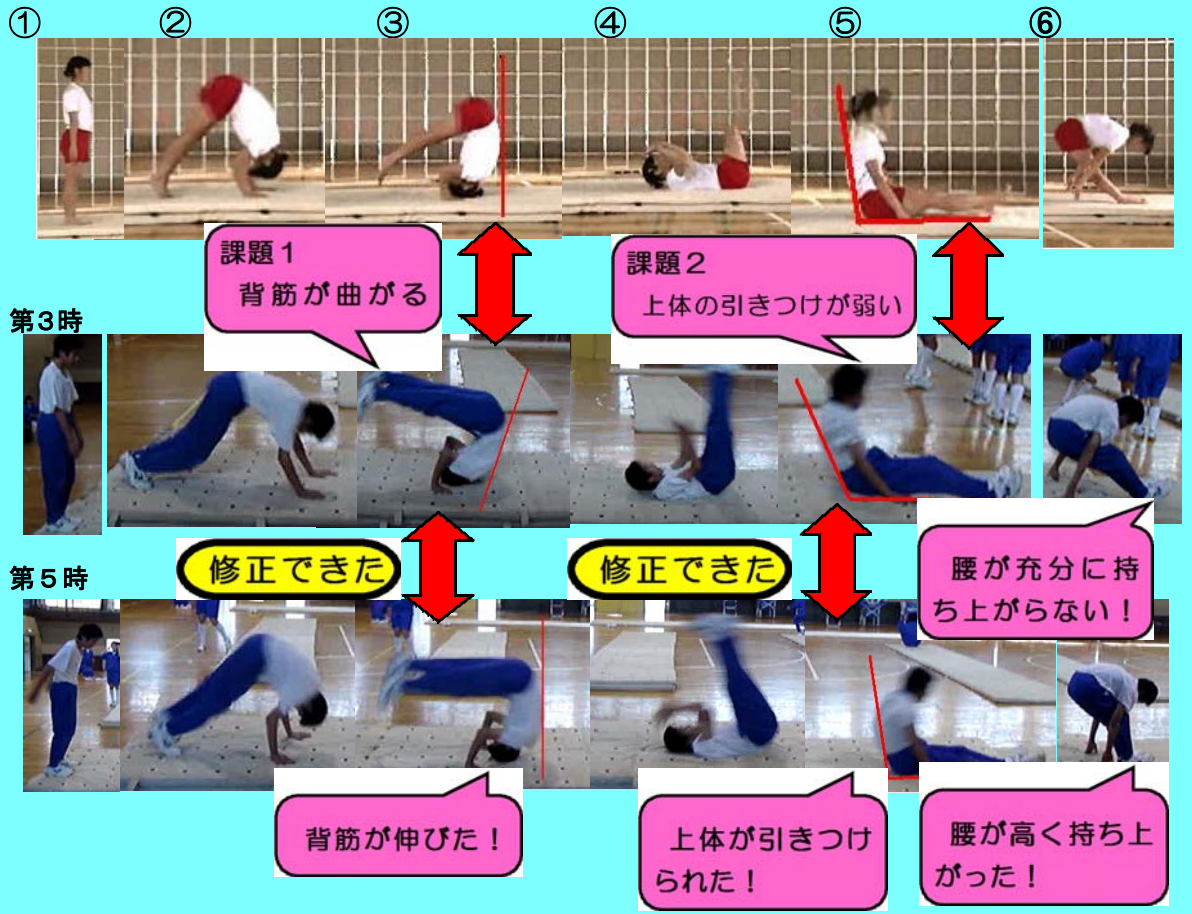 ① ② ③ ④ ⑤ ⑥
課題1
背筋が曲がる
課題2
上体の引きつけが弱い
第3時
修正できた
修正できた
腰が充分に持
ち上がらない！
第5時
背筋が伸びた！
上体が引きつけ
られた！
腰が高く持ち上
がった！